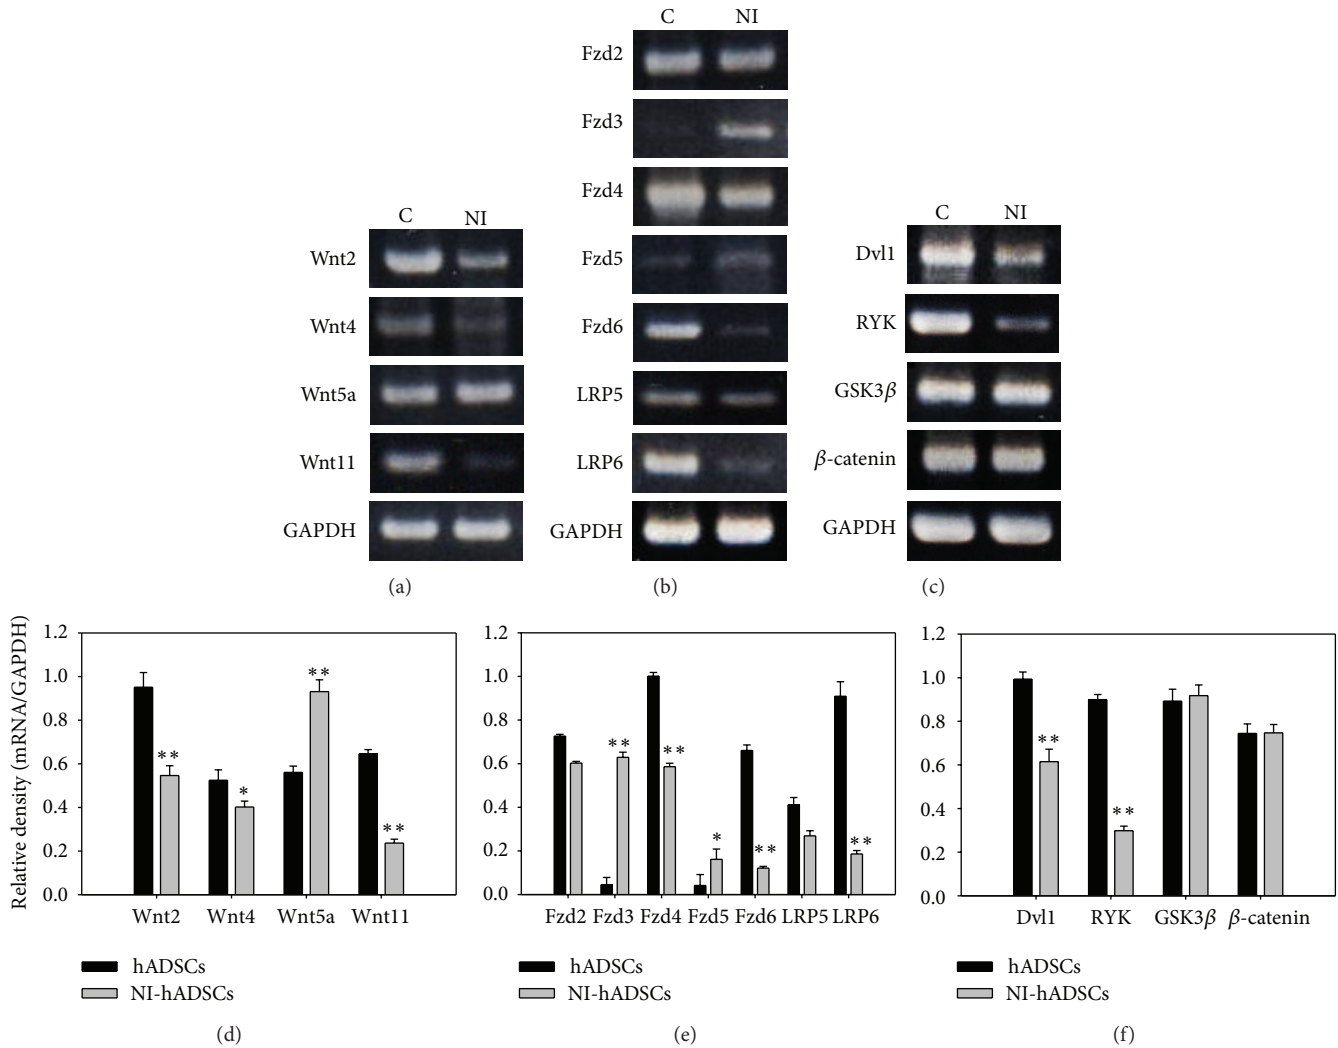 C NI
Wnt2
Wnt4
Wnt5a
Wnt11
GAPDH
(a)
C NI
Fzd2
Fzd3
Fzd4
Fzd5
Fzd6
LRP5
LRP6
GAPDH
(b)
C NI
Dvl1
RYK
GSK3β
β-catenin
GAPDH
(c)
Relative density (mRNA/GAPDH)
1.2
1.0
0.8
0.6
0.4
0.2
0.0
** * ** **
Wnt2 Wnt4 Wnt5a Wnt11
hADSCs
NI-hADSCs
(d)
1.2
1.0
0.8
0.6
0.4
0.2
0.0
** ** * ** **
Fzd2 Fzd3 Fzd4 Fzd5 Fzd6 LRP5 LRP6
hADSCs
NI-hADSCs
(e)
1.2
1.0
0.8
0.6
0.4
0.2
0.0
** **
Dvl1 RYK GSK3β β-catenin
hADSCs
NI-hADSCs
(f)